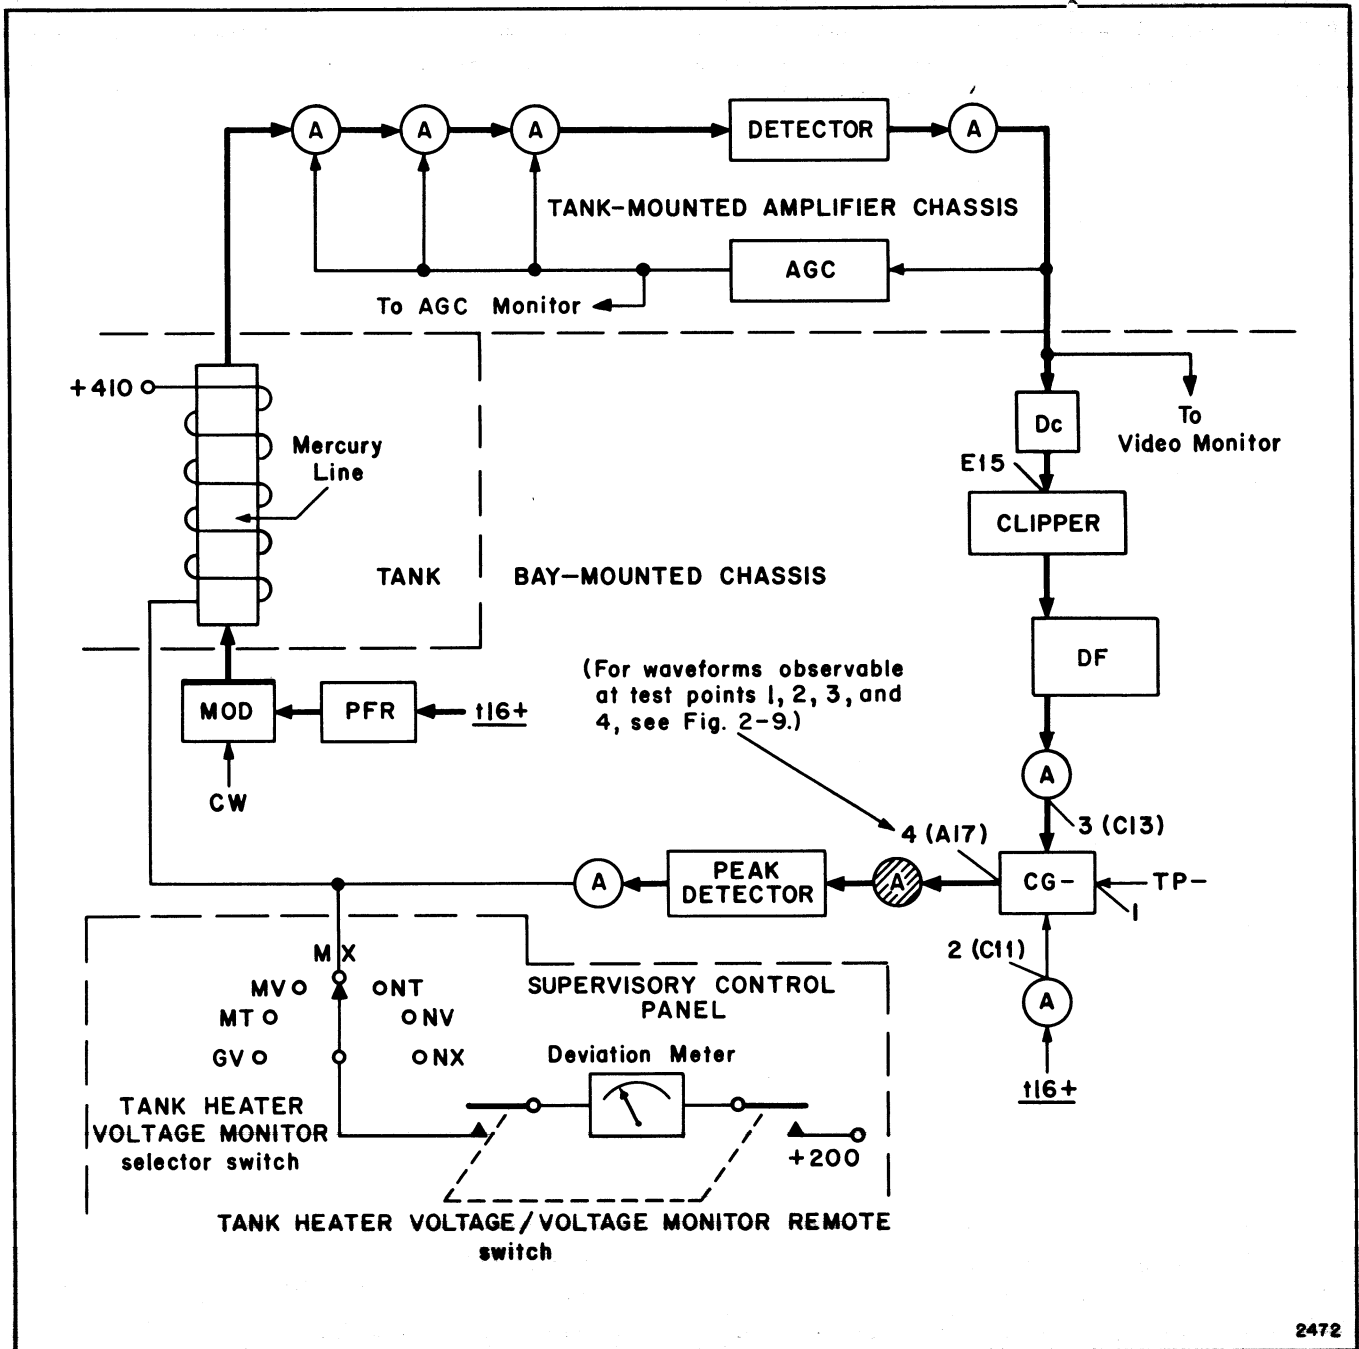 A
A
A
DETECTOR
A
TANK-MOUNTED AMPLIFIER CHASSIS
AGC
To AGC Monitor
+410
Mercury
Line
Dc
To
Video Monitor
E15
CLIPPER
TANK
BAY-MOUNTED CHASSIS
DF
(For waveforms observable
at test points 1, 2, 3, and
4, see Fig. 2-9.)
MOD
PFR
t16+
CW
A
3 (C13)
4 (A17)
A
PEAK
DETECTOR
A
CG-
TP-
1
2 (C11)
A
t16+
MX
MV
NT
MT
NV
GV
NX
SUPERVISORY CONTROL
PANEL
Deviation Meter
TANK HEATER
VOLTAGE MONITOR
selector switch
+200
TANK HEATER VOLTAGE/VOLTAGE MONITOR REMOTE
switch
2472